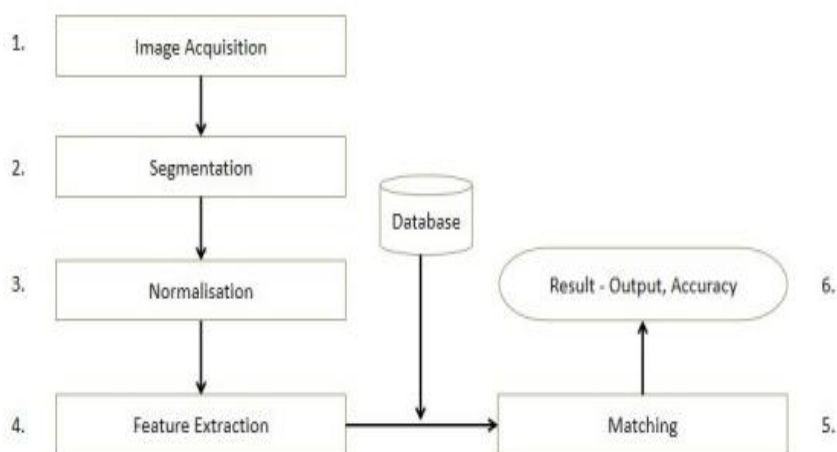 1. Image Acquisition
2. Segmentation
Database
3. Normalisation
Result - Output, Accuracy 6.
4. Feature Extraction
Matching 5.